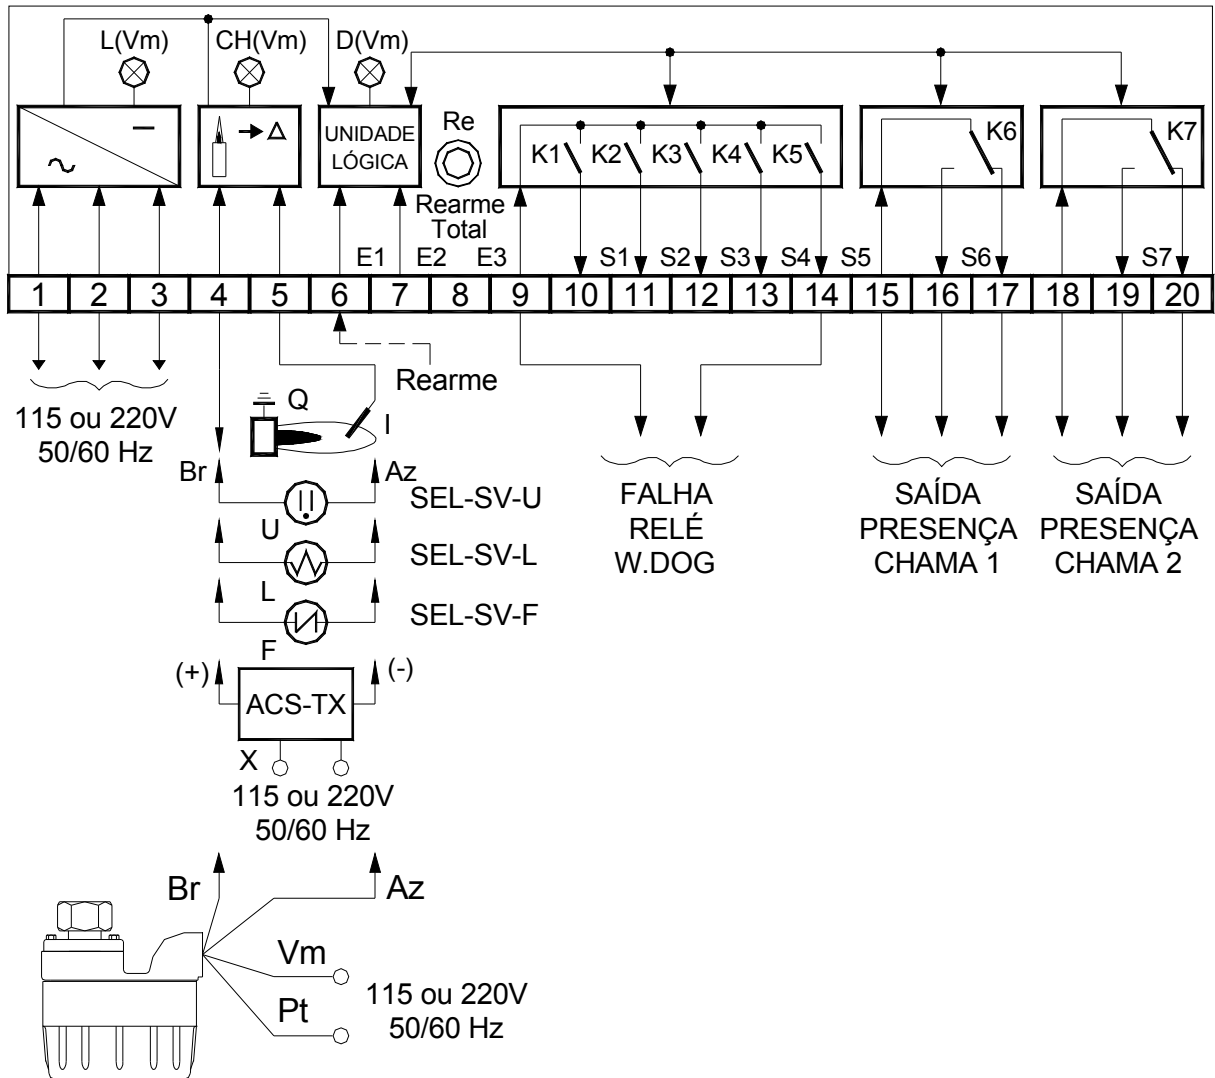 L(Vm) CH(Vm) D(Vm)
UNIDADE
LÓGICA
Re
Rearme
Total
K1 K2 K3 K4 K5 K6 K7
E1 E2 E3 S1 S2 S3 S4 S5 S6 S7
1 2 3 4 5 6 7 8 9 10 11 12 13 14 15 16 17 18 19 20
115 ou 220V
50/60 Hz
Rearme
Q
I
Br Az
SEL-SV-U
U
SEL-SV-L
L
SEL-SV-F
F
(+) (-)
ACS-TX
X
115 ou 220V
50/60 Hz
FALHA
RELÉ
W.DOG
SAÍDA
PRESENÇA
CHAMA 1
SAÍDA
PRESENÇA
CHAMA 2
Br Az
Vm
Pt
115 ou 220V
50/60 Hz